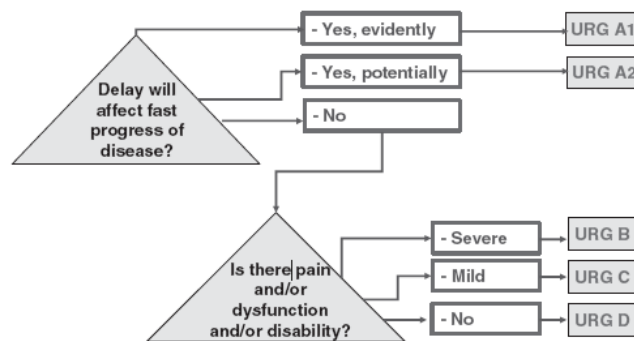 - Yes, evidently
URG A1
- Yes, potentially
URG A2
Delay will
affect fast
progress of
disease?
- No
- Severe
URG B
Is there pain
and/or
dysfunction
and/or disability?
- Mild
URG C
- No
URG D